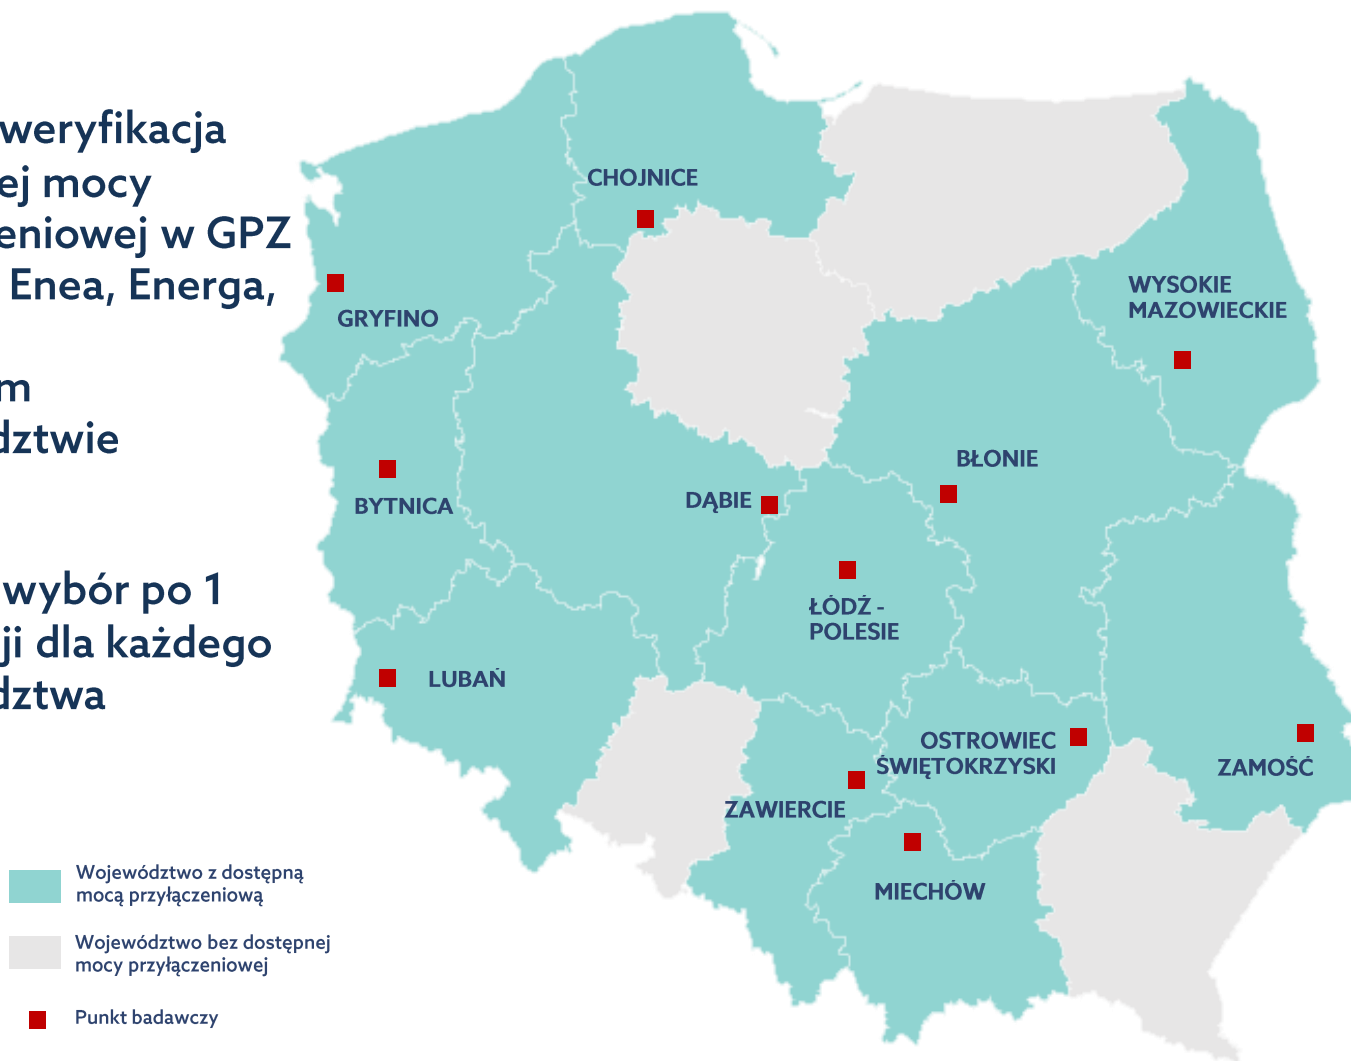 weryfikacja
ej mocy
eniowej w GPZ
Enea, Energa,
m
dztwie
wybór po 1
ji dla każdego
dztwa
CHOJNICE
GRYFINO
WYSOKIE
MAZOWIECKIE
BŁONIE
BYTNICA
DĄBIE
ŁÓDŹ -
POLESIE
LUBAŃ
OSTROWIEC
ŚWIĘTOKRZYSKI
ZAMOŚĆ
ZAWIERCIE
MIECHÓW
Województwo z dostępną
mocą przyłączeniową
Województwo bez dostępnej
mocy przyłączeniowej
Punkt badawczy